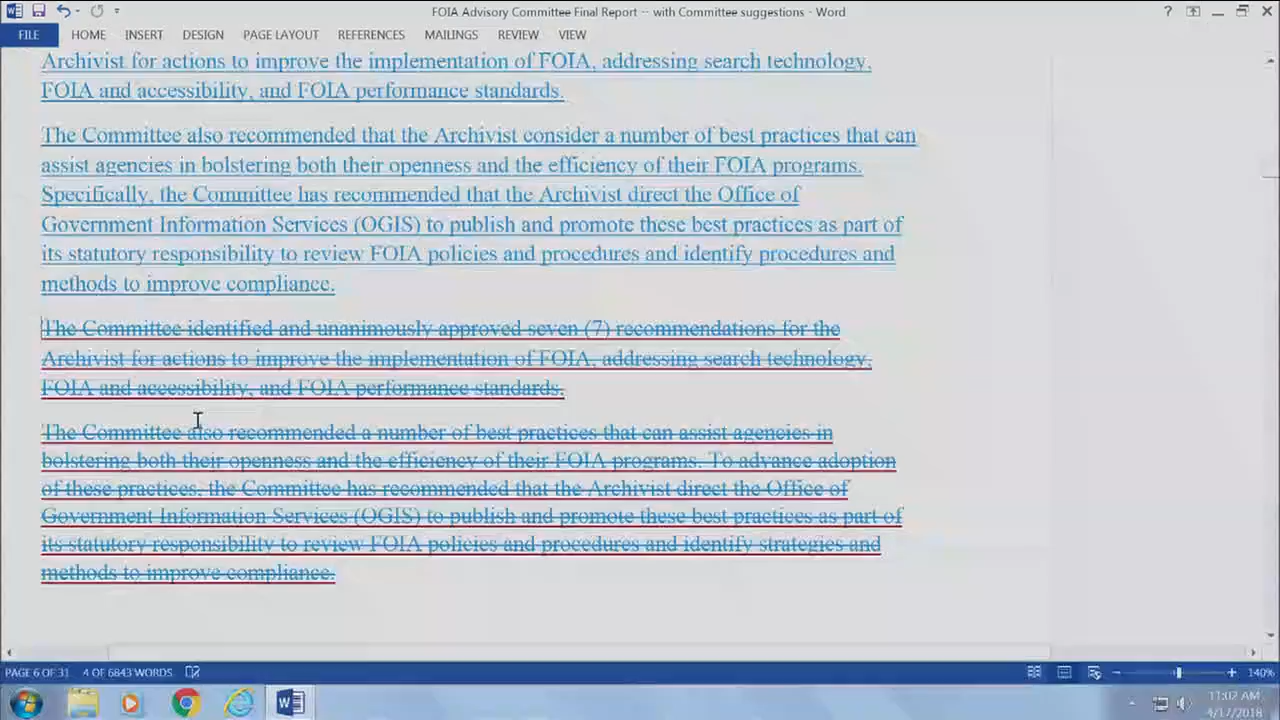 FOIA Advisory Committee Final Report -- with Committee suggestions - Word
FILE HOME INSERT DESIGN PAGE LAYOUT REFERENCES MAILINGS REVIEW VIEW
Archivist for actions to improve the implementation of FOIA, addressing search technology,
FOIA and accessibility, and FOIA performance standards.
The Committee also recommended that the Archivist consider a number of best practices that can
assist agencies in bolstering both their openness and the efficiency of their FOIA programs.
Specifically, the Committee has recommended that the Archivist direct the Office of
Government Information Services (OGIS) to publish and promote these best practices as part of
its statutory responsibility to review FOIA policies and procedures and identify procedures and
methods to improve compliance.
The Committee identified and unanimously approved seven (7) recommendations for the
Archivist for actions to improve the implementation of FOIA, addressing search technology,
FOIA and accessibility, and FOIA performance standards.
The Committee also recommended a number of best practices that can assist agencies in
bolstering both their openness and the efficiency of their FOIA programs. To advance adoption
of these practices, the Committee has recommended that the Archivist direct the Office of
Government Information Services (OGIS) to publish and promote these best practices as part of
its statutory responsibility to review FOIA policies and procedures and identify strategies and
methods to improve compliance.
PAGE 6 OF 31 4 OF 6843 WORDS 140%
11:02 AM
4/17/2018